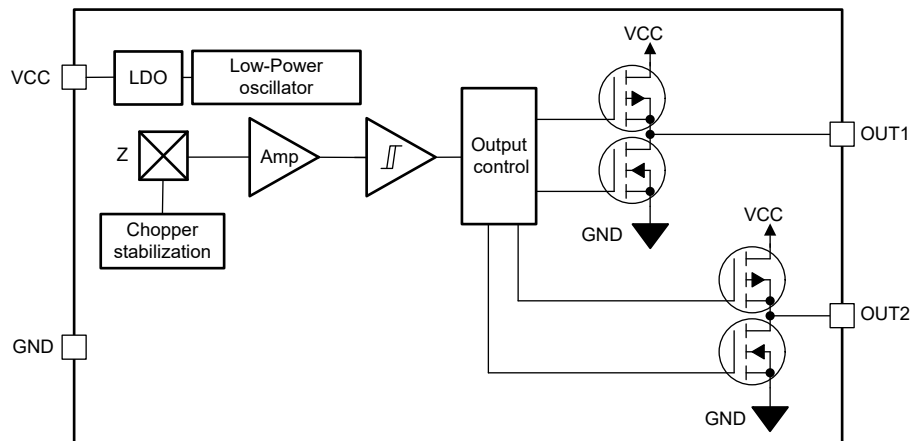 VCC
LDO
Low-Power
oscillator
VCC
Z
Amp
Output
control
OUT1
Chopper
stabilization
GND
VCC
GND
OUT2
GND